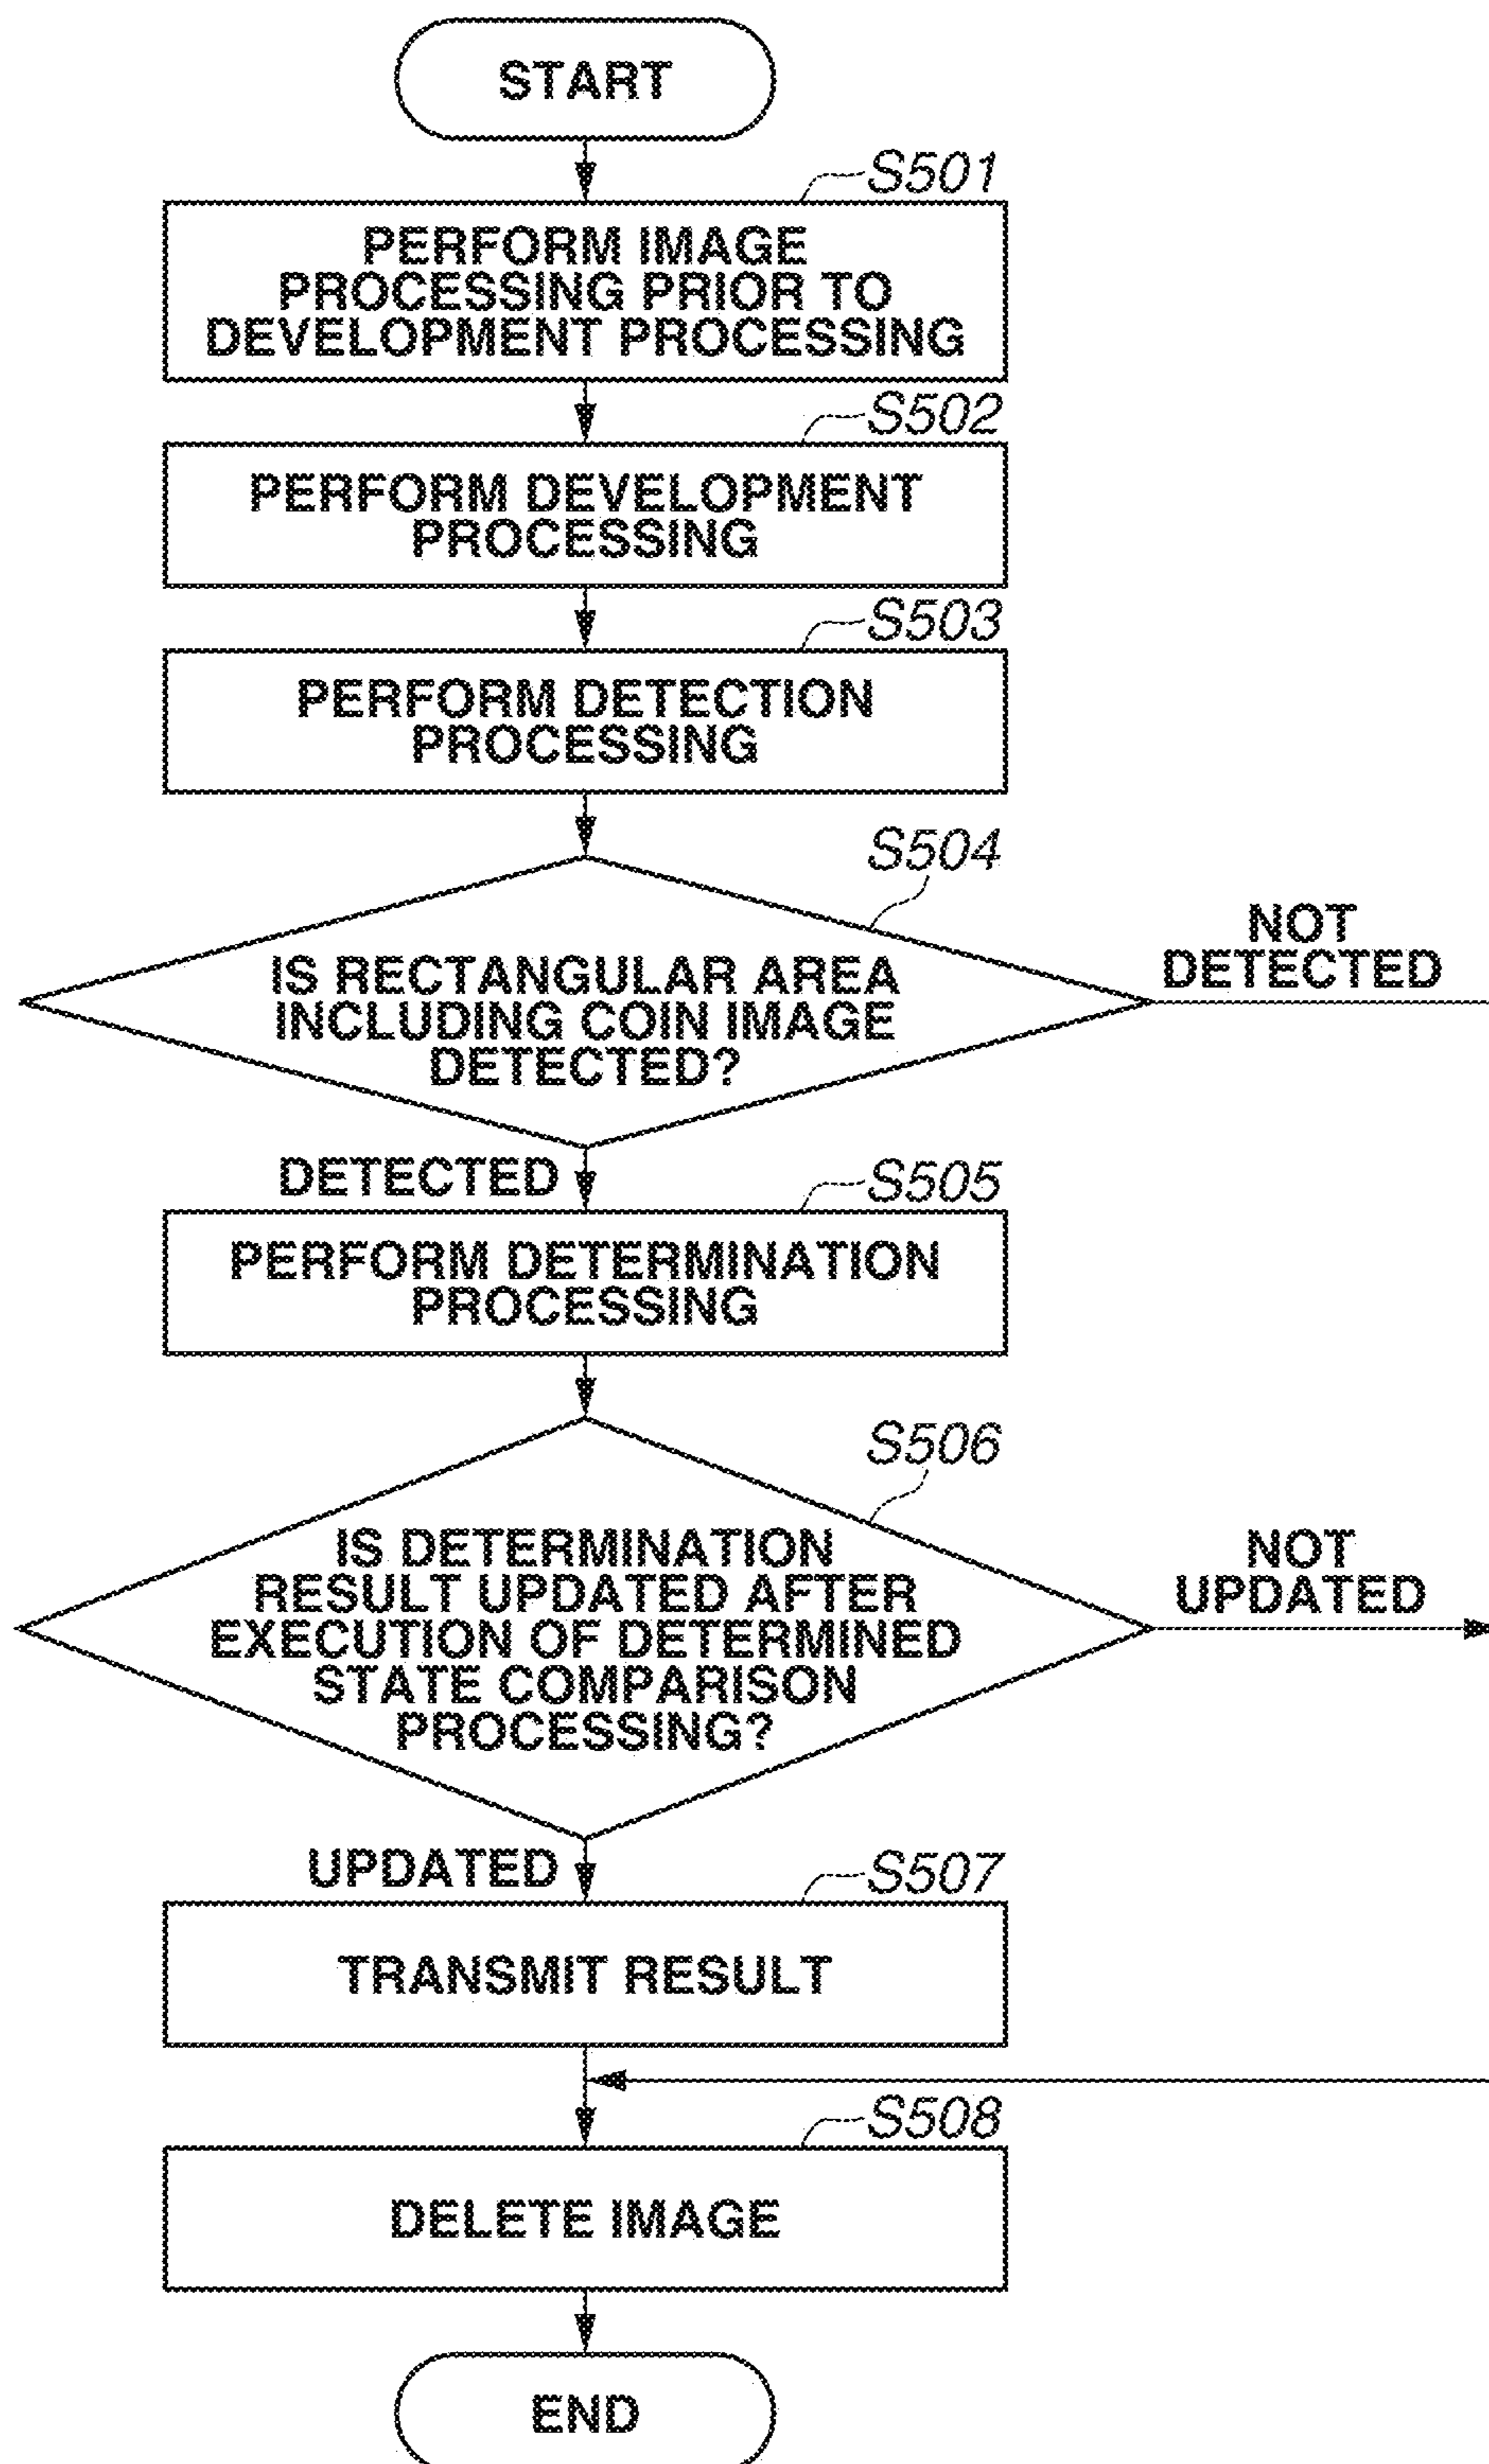 START
S501
PERFORM IMAGE
PROCESSING PRIOR TO
DEVELOPMENT PROCESSING
S502
PERFORM DEVELOPMENT
PROCESSING
S503
PERFORM DETECTION
PROCESSING
S504
NOT
DETECTED
IS RECTANGULAR AREA
INCLUDING COIN IMAGE
DETECTED?
DETECTED
S505
PERFORM DETERMINATION
PROCESSING
S506
NOT
UPDATED
IS DETERMINATION
RESULT UPDATED AFTER
EXECUTION OF DETERMINED
STATE COMPARISON
PROCESSING?
UPDATED
S507
TRANSMIT RESULT
S508
DELETE IMAGE
END